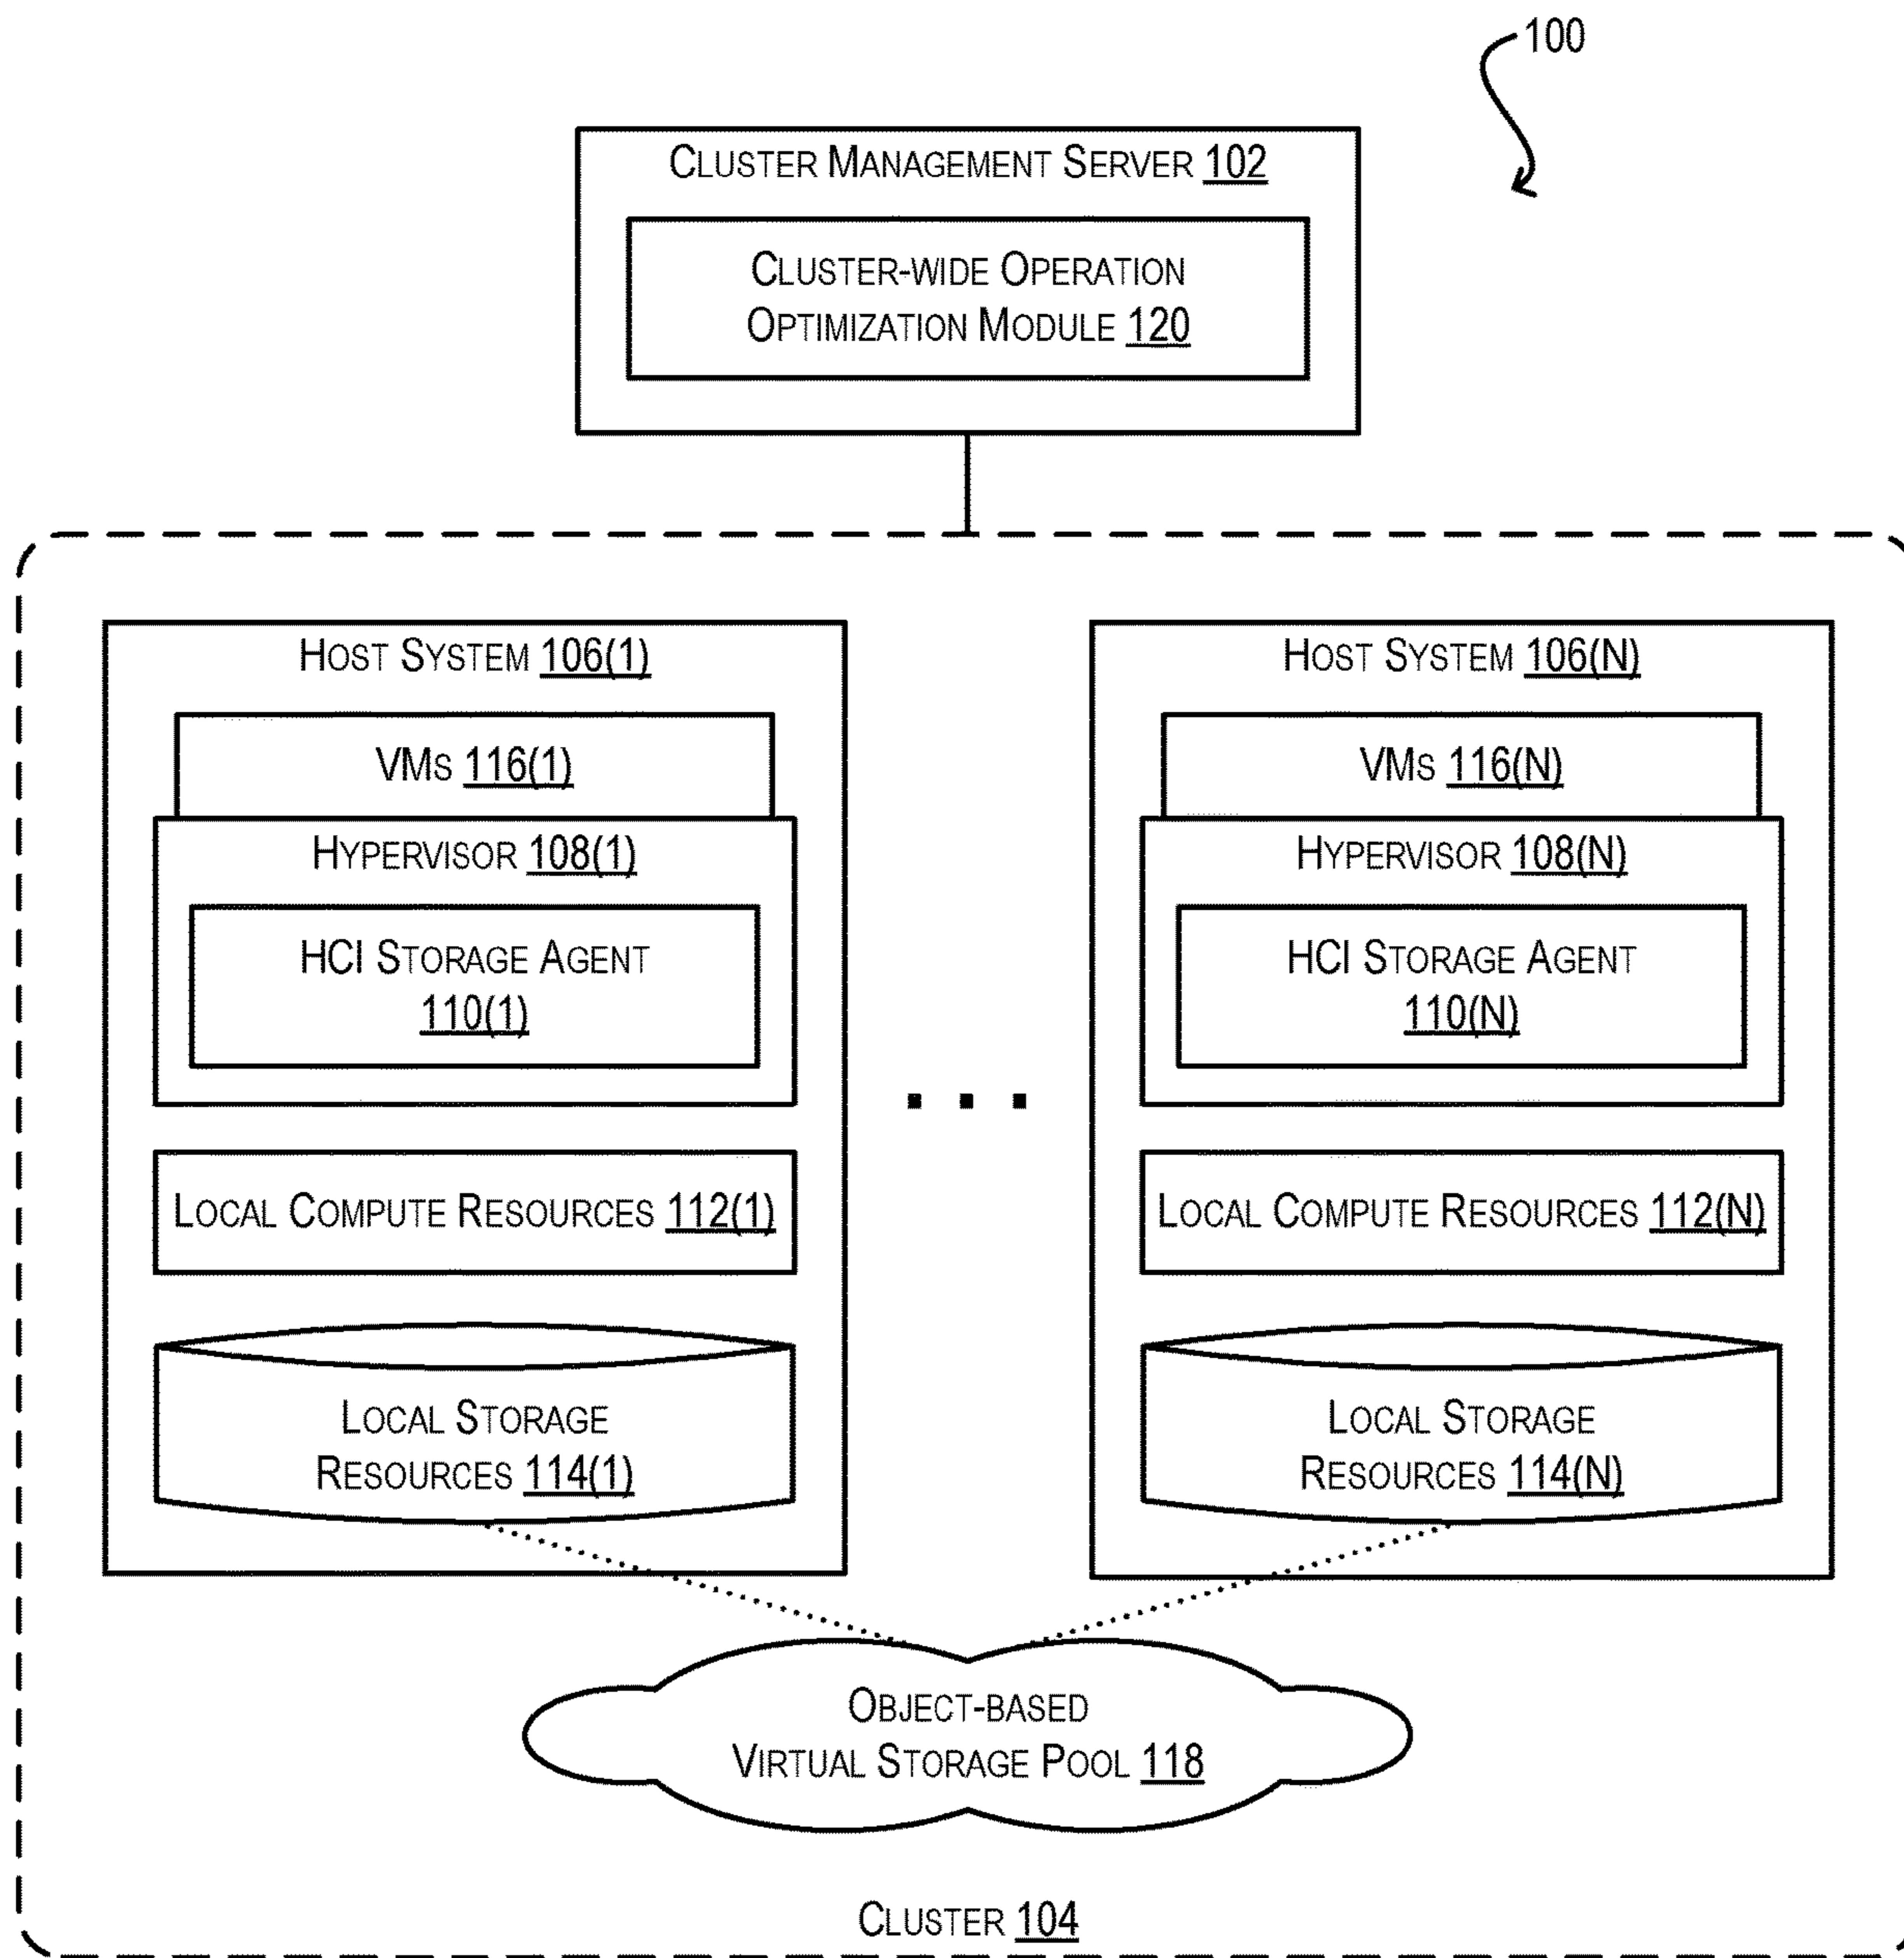 100
CLUSTER MANAGEMENT SERVER 102
CLUSTER-WIDE OPERATION
OPTIMIZATION MODULE 120
HOST SYSTEM 106(1)
VMS 116(1)
HYPERVISOR 108(1)
HCI STORAGE AGENT
110(1)
LOCAL COMPUTE RESOURCES 112(1)
LOCAL STORAGE
RESOURCES 114(1)
. . .
HOST SYSTEM 106(N)
VMS 116(N)
HYPERVISOR 108(N)
HCI STORAGE AGENT
110(N)
LOCAL COMPUTE RESOURCES 112(N)
LOCAL STORAGE
RESOURCES 114(N)
OBJECT-BASED
VIRTUAL STORAGE POOL 118
CLUSTER 104